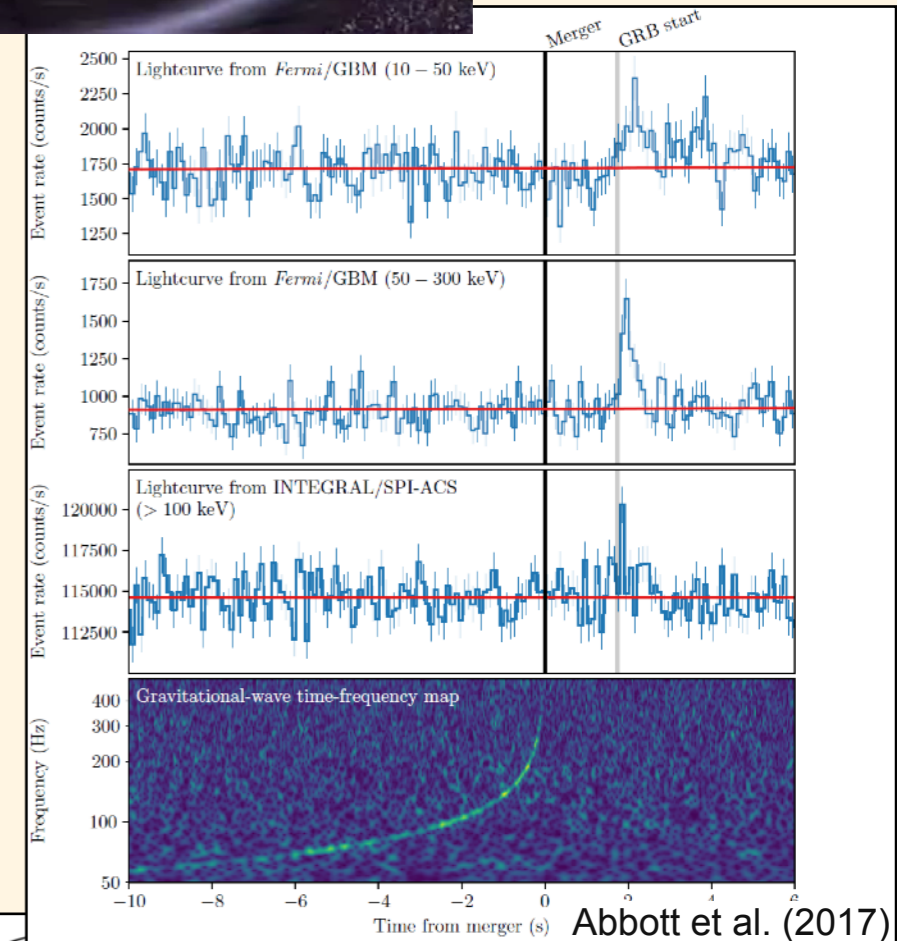 Merger GRB start
Lightcurve from Fermi/GBM (10 − 50 keV)
Event rate (counts/s)
2500
2250
2000
1750
1500
1250
Lightcurve from Fermi/GBM (50 − 300 keV)
Event rate (counts/s)
1750
1500
1250
1000
750
Lightcurve from INTEGRAL/SPI-ACS
(> 100 keV)
Event rate (counts/s)
120000
117500
115000
112500
Gravitational-wave time-frequency map
Frequency (Hz)
400
300
200
100
50
−10 −8 −6 −4 −2 0 2 4 6
Time from merger (s)
Abbott et al. (2017)